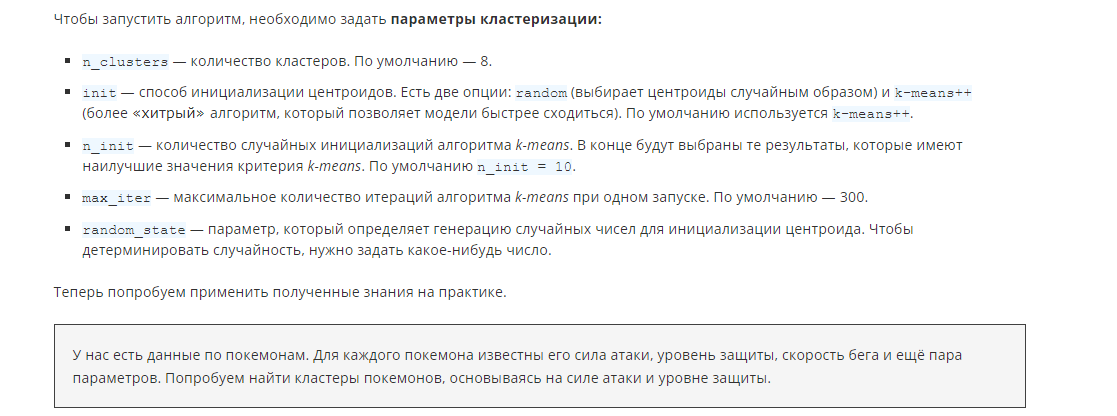 Чтобы запустить алгоритм, необходимо задать параметры кластеризации:
n_clusters — количество кластеров. По умолчанию — 8.
init — способ инициализации центроидов. Есть две опции: random (выбирает центроиды случайным образом) и k-means++
(более «хитрый» алгоритм, который позволяет модели быстрее сходиться). По умолчанию используется k-means++.
n_init — количество случайных инициализаций алгоритма k-means. В конце будут выбраны те результаты, которые имеют
наилучшие значения критерия k-means. По умолчанию n_init = 10.
max_iter — максимальное количество итераций алгоритма k-means при одном запуске. По умолчанию — 300.
random_state — параметр, который определяет генерацию случайных чисел для инициализации центроида. Чтобы
детерминировать случайность, нужно задать какое-нибудь число.
Теперь попробуем применить полученные знания на практике.
У нас есть данные по покемонам. Для каждого покемона известны его сила атаки, уровень защиты, скорость бега и ещё пара
параметров. Попробуем найти кластеры покемонов, основываясь на силе атаки и уровне защиты.